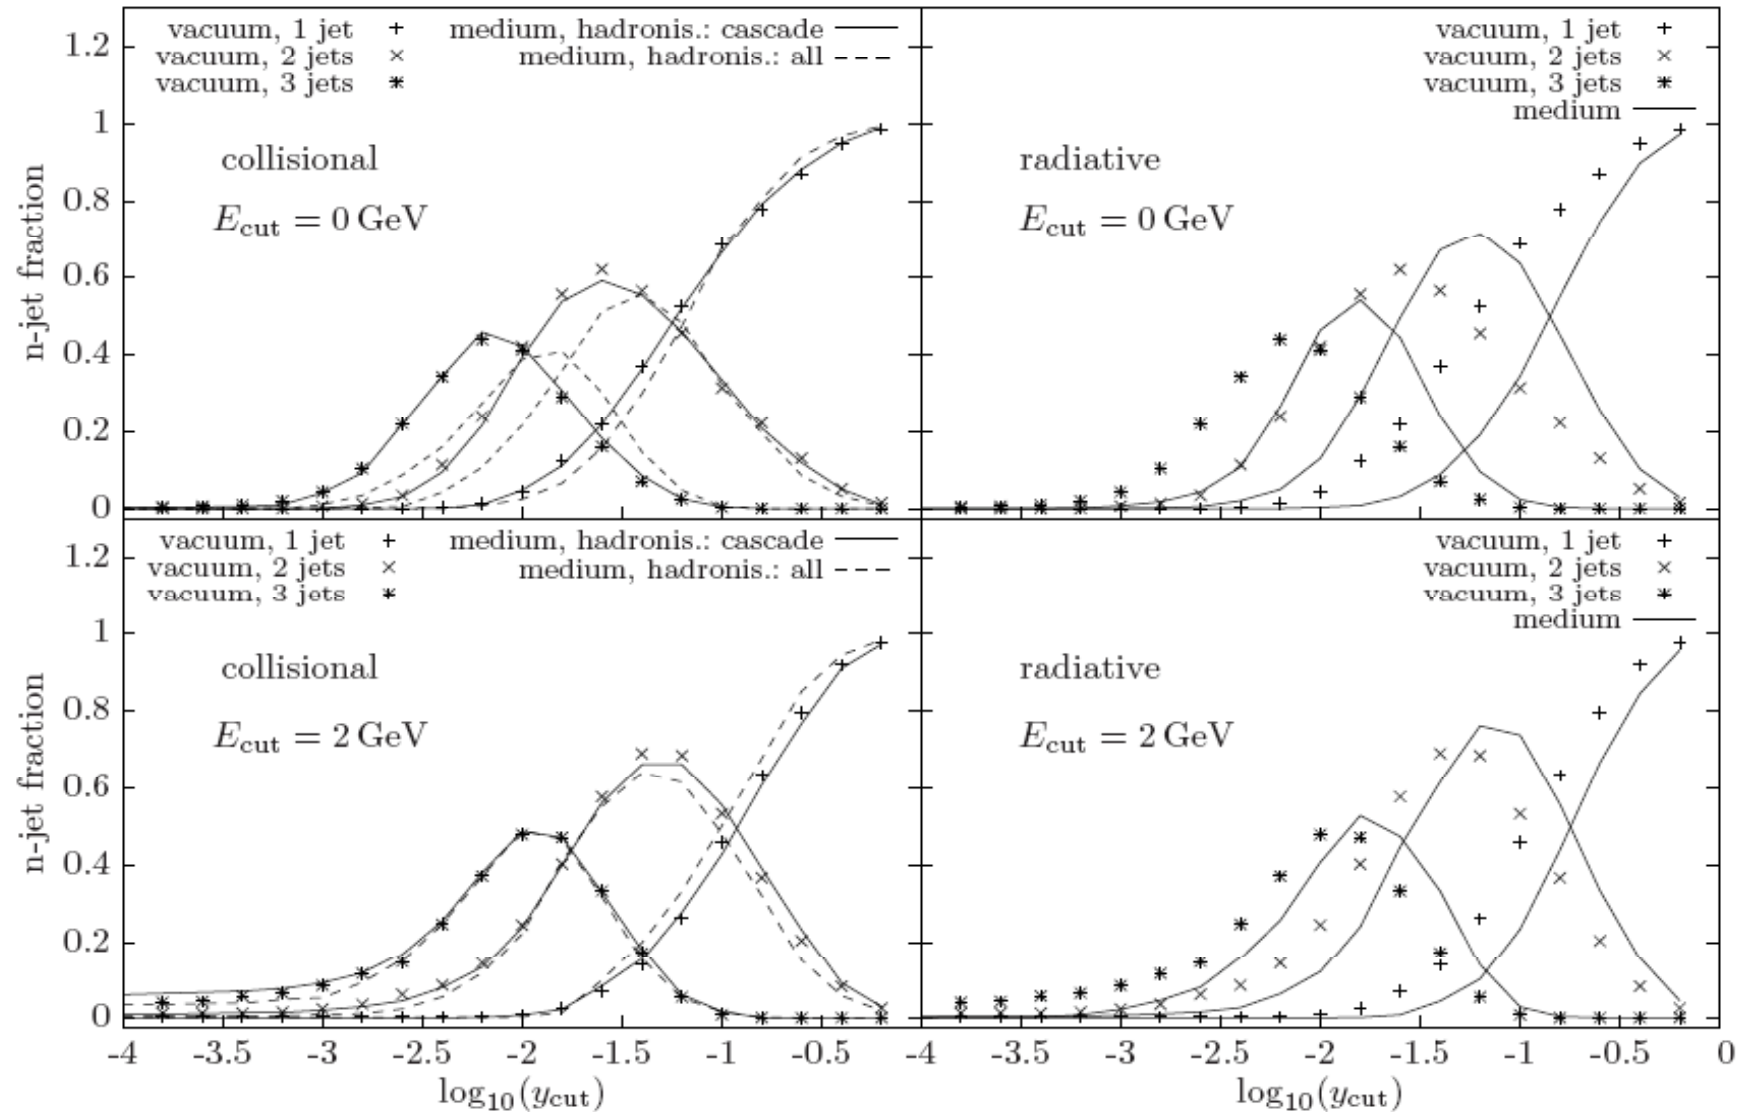 vacuum, 1 jet
vacuum, 2 jets
vacuum, 3 jets
medium, hadronis.: cascade
medium, hadronis.: all
collisional
E_cut = 0 GeV
n-jet fraction
1.2
1
0.8
0.6
0.4
0.2
0
vacuum, 1 jet
vacuum, 2 jets
vacuum, 3 jets
medium
radiative
E_cut = 0 GeV
vacuum, 1 jet
vacuum, 2 jets
vacuum, 3 jets
medium, hadronis.: cascade
medium, hadronis.: all
collisional
E_cut = 2 GeV
n-jet fraction
1.2
1
0.8
0.6
0.4
0.2
0
-4 -3.5 -3 -2.5 -2 -1.5 -1 -0.5
log10(y_cut)
vacuum, 1 jet
vacuum, 2 jets
vacuum, 3 jets
medium
radiative
E_cut = 2 GeV
-4 -3.5 -3 -2.5 -2 -1.5 -1 -0.5 0
log10(y_cut)